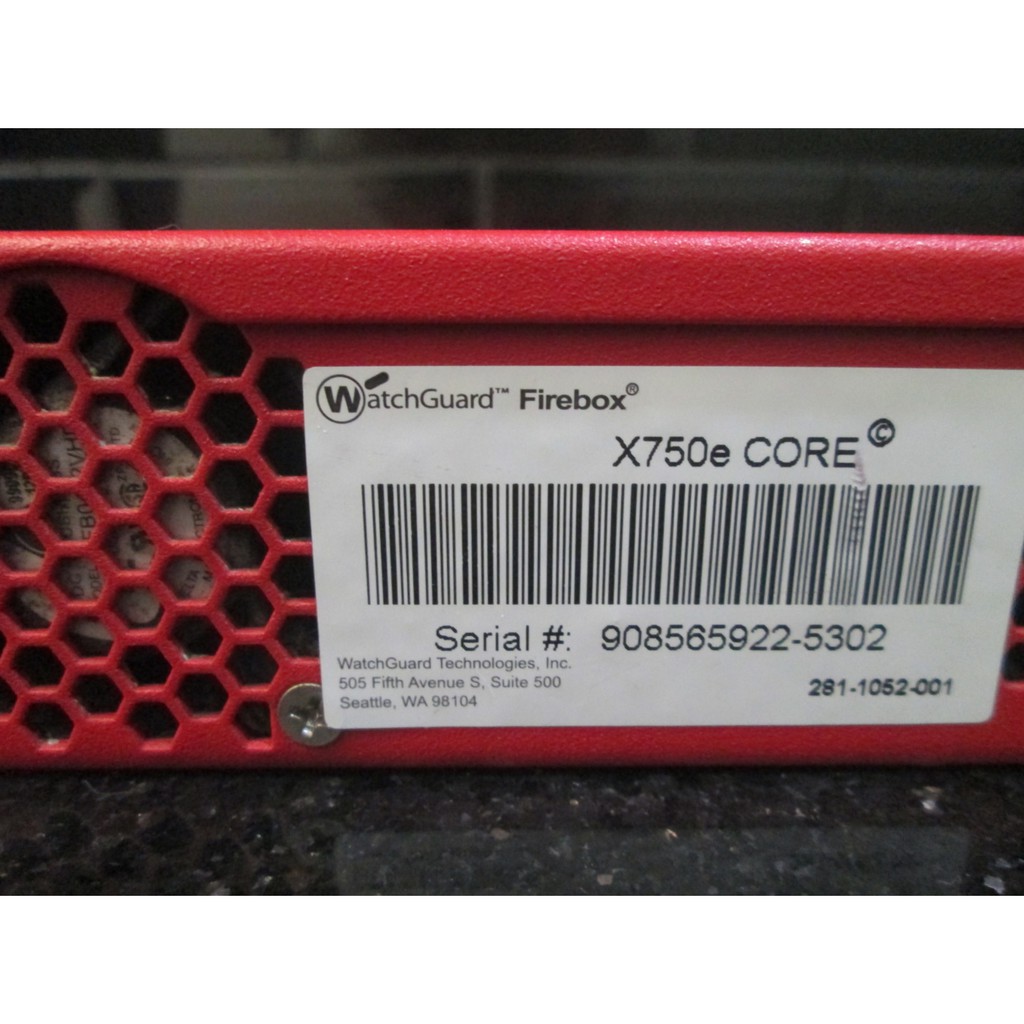 WatchGuard™ Firebox®
X750e CORE©
Serial #: 908565922-5302
WatchGuard Technologies, Inc.
505 Fifth Avenue S, Suite 500
Seattle, WA 98104
281-1052-001